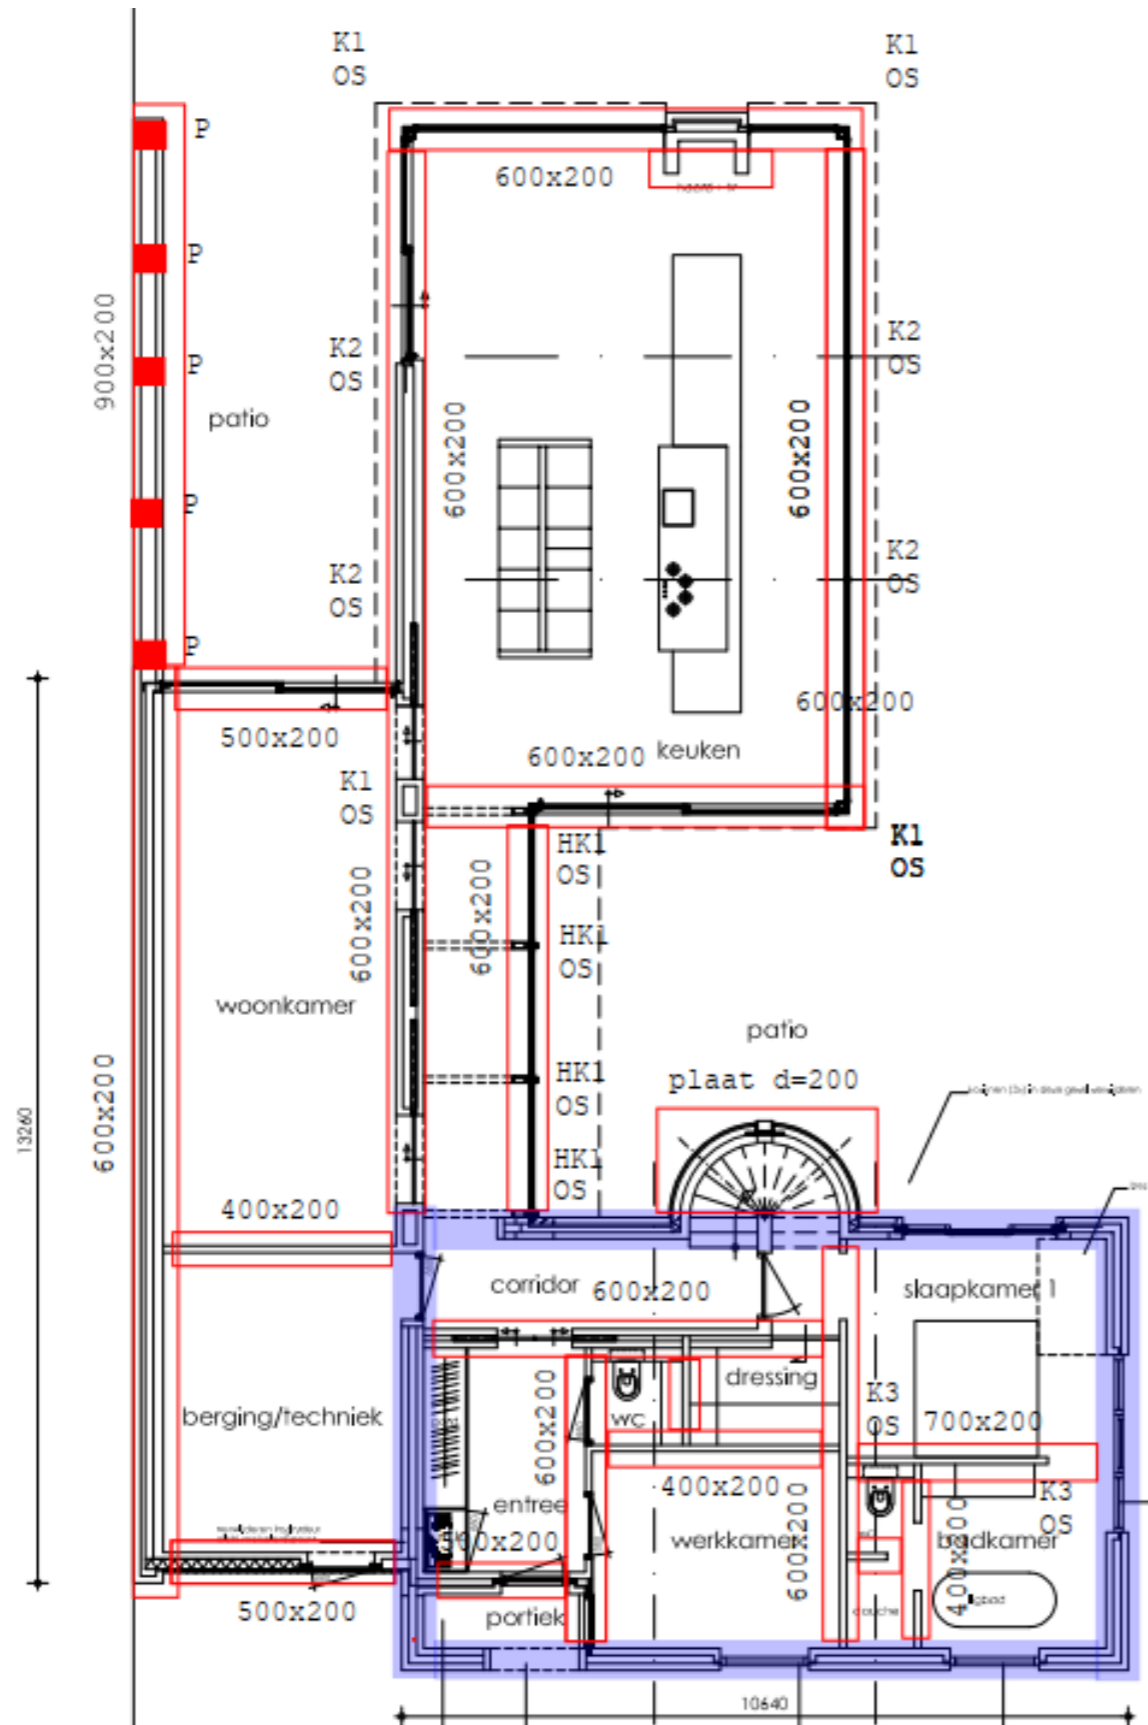 K1
OS
K1
OS
P
600x200
P
900x200
K2
OS
K2
OS
P
patio
600x200
600x200
P
K2
OS
K2
OS
P
600x200
500x200
600x200
keuken
K1
OS
K1
OS
HK1
OS
600x200
600x200
HK1
OS
woonkamer
patio
plaat d=200
HK1
OS
600x200
13260
HK1
OS
400x200
corridor
600x200
slaapkamer 1
dressing
K3
OS
berging/techniek
wc
600x200
700x200
400x200
K3
OS
entree
werkkamer
600x200
badkamer
400x200
500x200
portiek
douche
10640